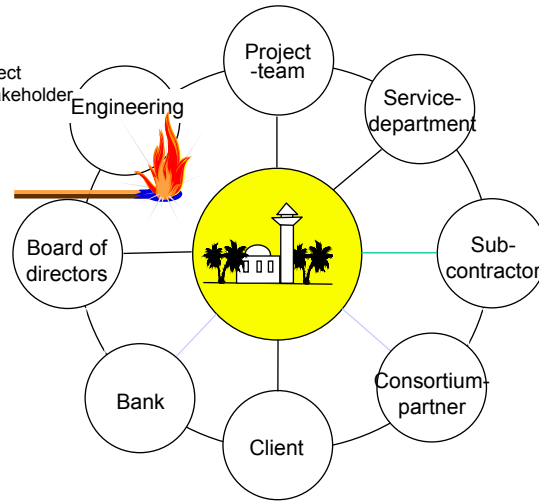 Project
-team
ect
akeholder
Engineering
Service-
department
Board of
directors
Sub-
contractor
Bank
Consortium-
partner
Client